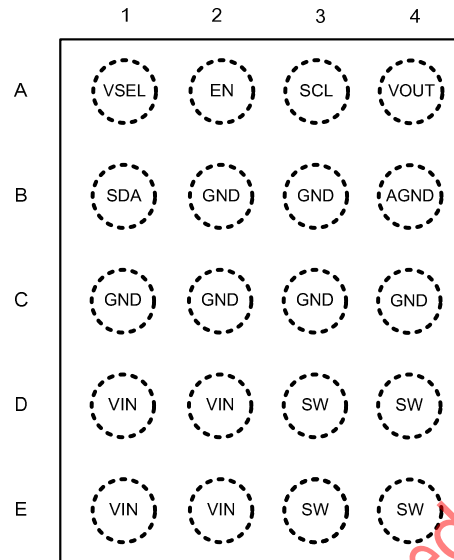 1 2 3 4
A VSEL EN SCL VOUT
B SDA GND GND AGND
C GND GND GND GND
D VIN VIN SW SW
E VIN VIN SW SW